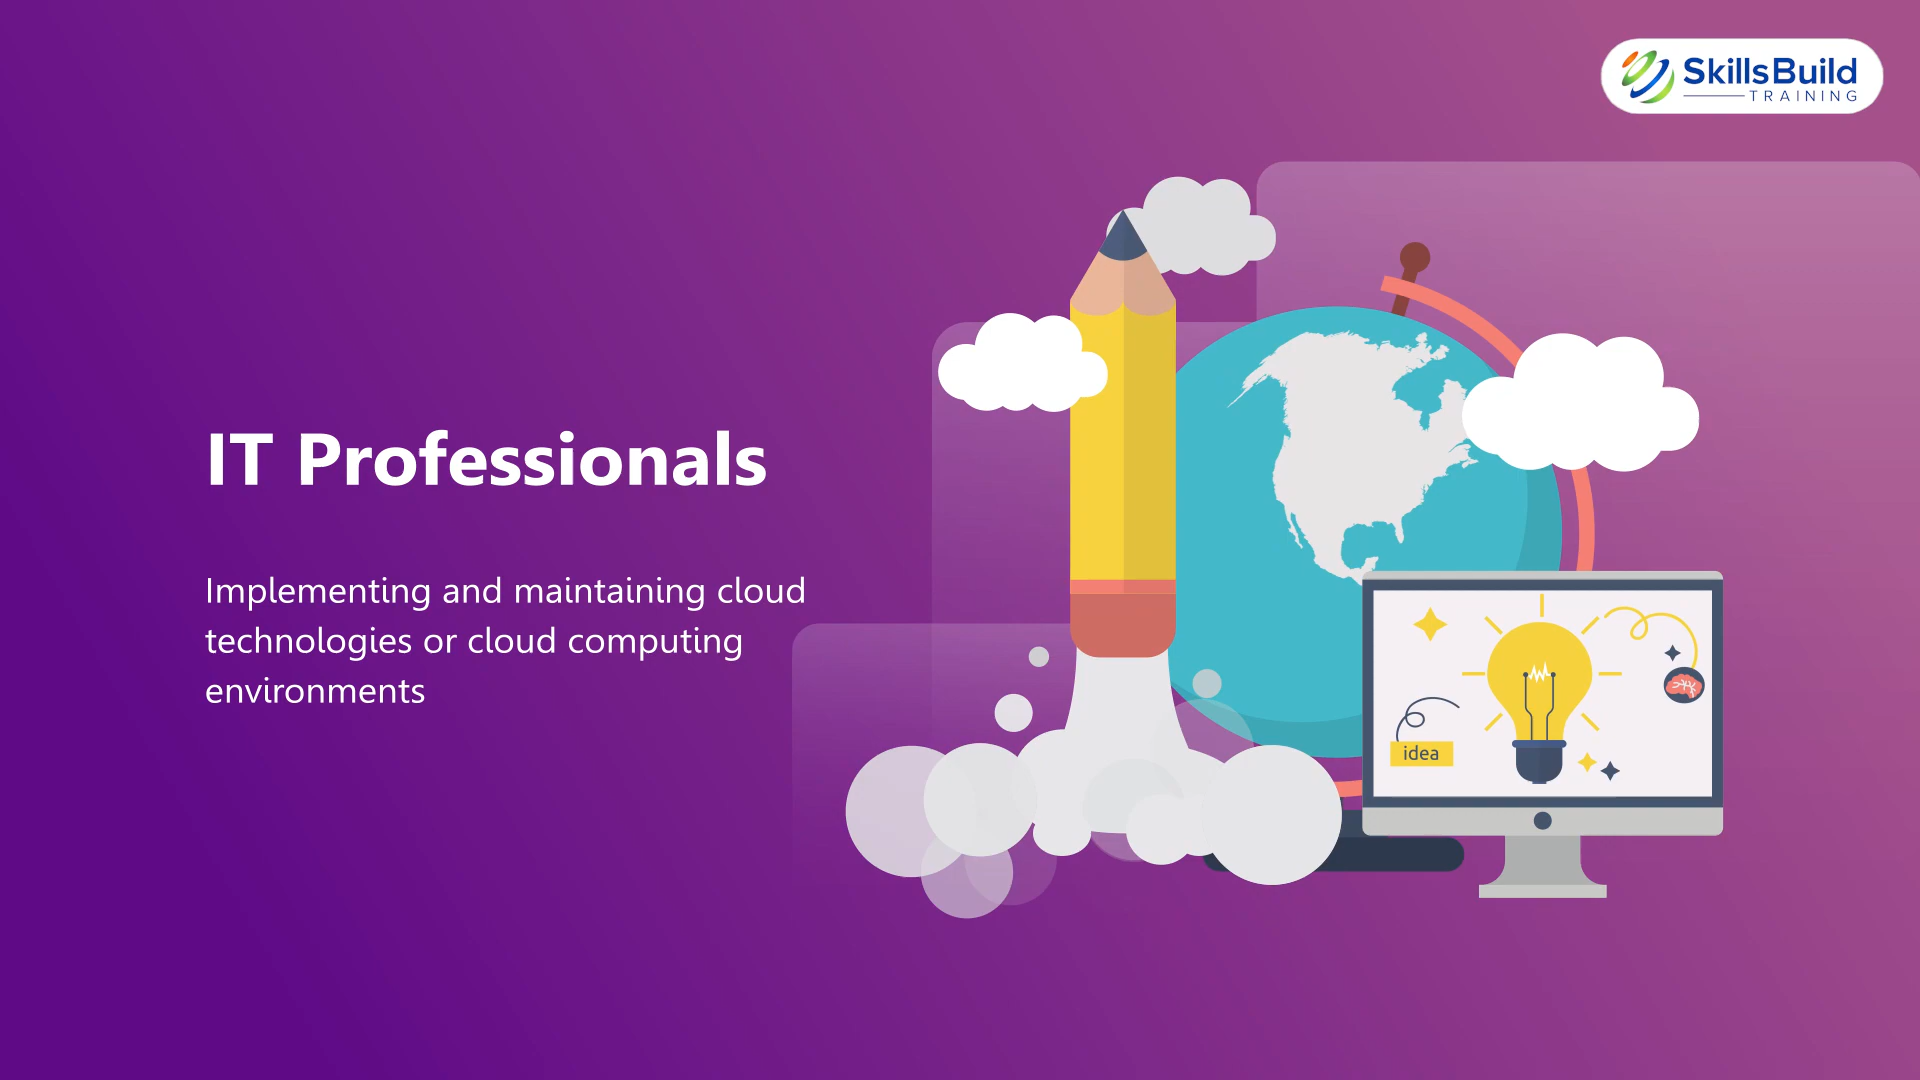 SkillsBuild
TRAINING
IT Professionals
Implementing and maintaining cloud
technologies or cloud computing
environments
idea